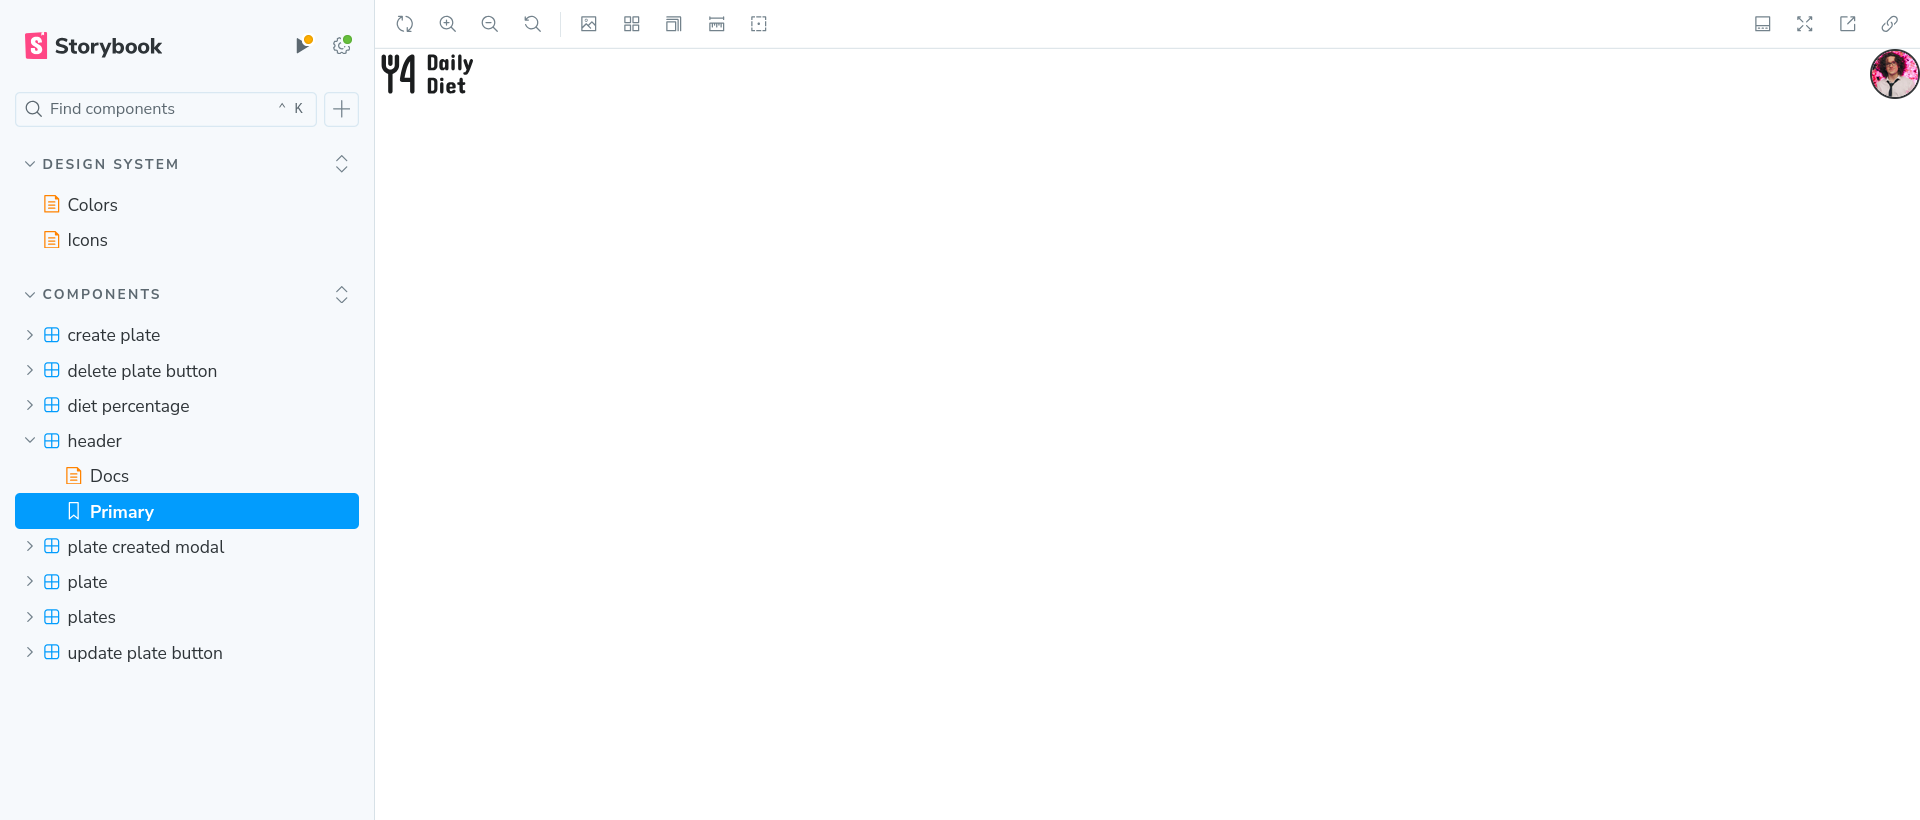 Storybook
Find components
^ K
DESIGN SYSTEM
Colors
Icons
COMPONENTS
create plate
delete plate button
diet percentage
header
Docs
Primary
plate created modal
plate
plates
update plate button
Daily
Diet